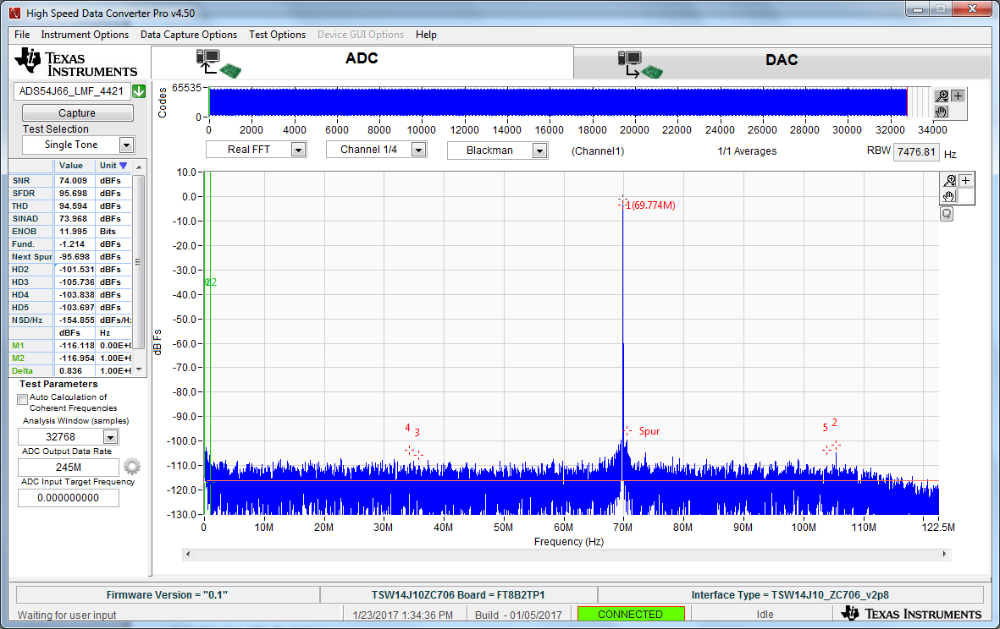 High Speed Data Converter Pro v4.50
File Instrument Options Data Capture Options Test Options Device GUI Options Help
TEXAS INSTRUMENTS
ADC
DAC
ADS54J66_LMF_4421
Capture
Test Selection
Single Tone
Codes
65535
0
0 2000 4000 6000 8000 10000 12000 14000 16000 18000 20000 22000 24000 26000 28000 30000 32000 34000
Real FFT Channel 1/4 Blackman (Channel1) 1/1 Averages RBW 7476.81 Hz
Value Unit
SNR 74.009 dBFs
SFDR 95.698 dBFs
THD 94.594 dBFs
SINAD 73.968 dBFs
ENOB 11.995 Bits
Fund. -1.214 dBFs
Next Spur -95.698 dBFs
HD2 -101.531 dBFs
HD3 -105.736 dBFs
HD4 -103.838 dBFs
HD5 -103.697 dBFs
NSD/Hz -154.855 dBFs/Hz
dBFs Hz
M1 -116.118 0.00E+0
M2 -116.954 1.00E+6
Delta 0.836 1.00E+6
Test Parameters
Auto Calculation of
Coherent Frequencies
Analysis Window (samples)
32768
ADC Output Data Rate
245M
ADC Input Target Frequency
0.000000000
dBFs
10.0
0.0
-10.0
-20.0
-30.0
-40.0
-50.0
-60.0
-70.0
-80.0
-90.0
-100.0
-110.0
-120.0
-130.0
1(69.774M)
M2
4 3 Spur 5 2
0 10M 20M 30M 40M 50M 60M 70M 80M 90M 100M 110M 122.5M
Frequency (Hz)
Firmware Version = "0.1" TSW14J10ZC706 Board = FT8B2TP1 Interface Type = TSW14J10_ZC706_v2p8
Waiting for user input 1/23/2017 1:34:36 PM Build - 01/05/2017 CONNECTED Idle TEXAS INSTRUMENTS